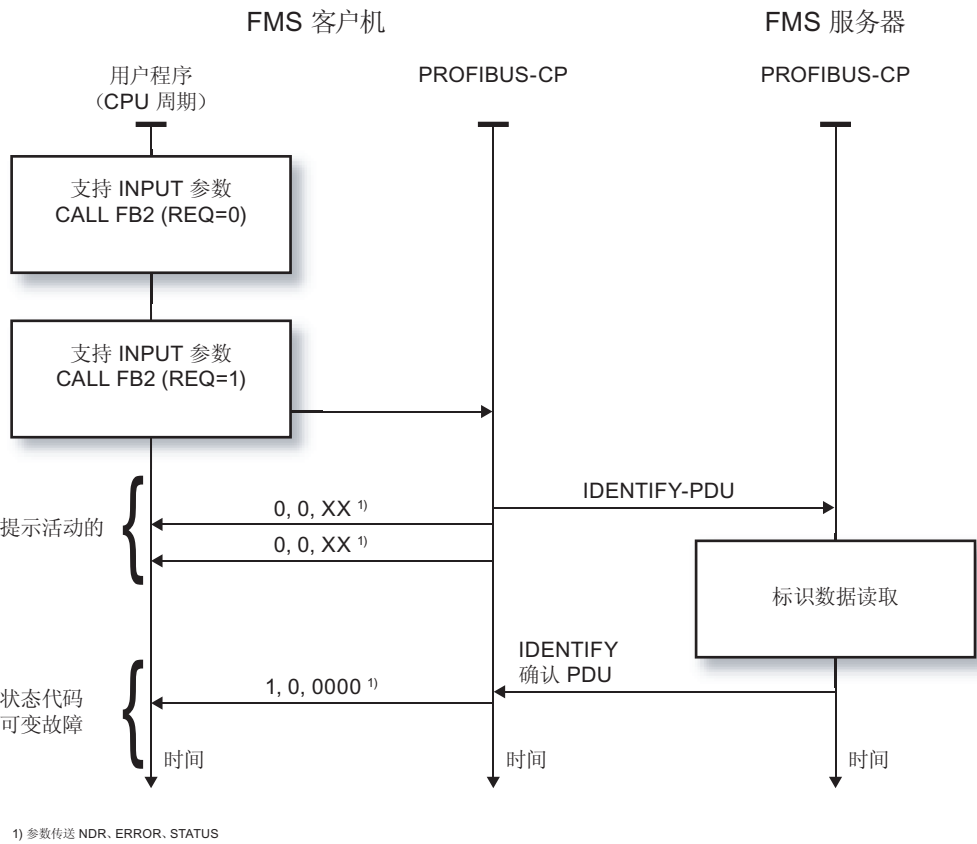 FMS 客户机
FMS 服务器
用户程序
（CPU 周期）
PROFIBUS-CP
PROFIBUS-CP
支持 INPUT 参数
CALL FB2 (REQ=0)
支持 INPUT 参数
CALL FB2 (REQ=1)
IDENTIFY-PDU
0, 0, XX 1)
提示活动的
0, 0, XX 1)
标识数据读取
IDENTIFY
确认 PDU
1, 0, 0000 1)
状态代码
可变故障
时间
时间
时间
1) 参数传送 NDR、ERROR、STATUS